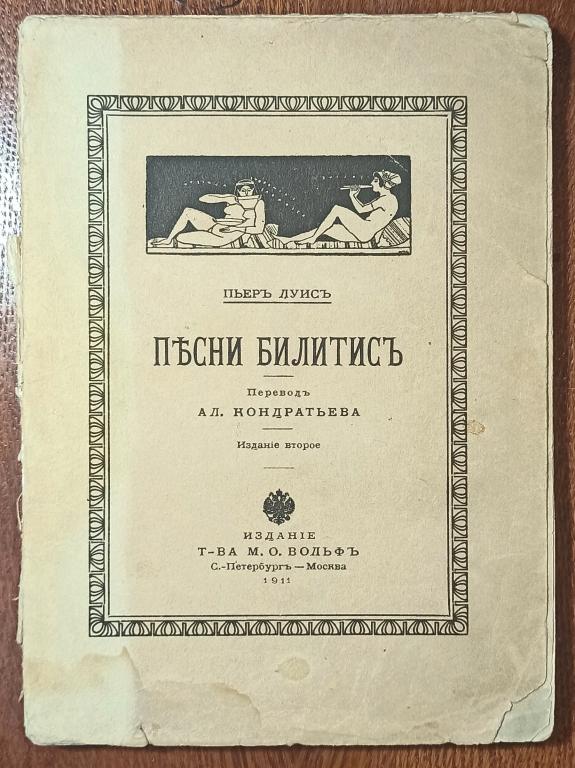 ПЬЕРЪ ЛУИСЪ
ПѢСНИ БИЛИТИСЪ
Переводъ
АЛ. КОНДРАТЬЕВА
Изданіе второе
ИЗДАНІЕ
Т-ВА М. О. ВОЛЬФЪ
С.-Петербургъ — Москва
1911